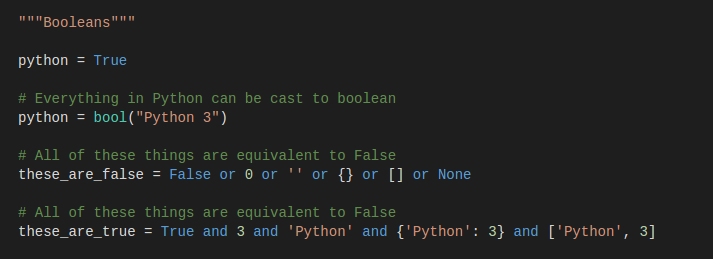 """Booleans"""
python = True
# Everything in Python can be cast to boolean
python = bool("Python 3")
# All of these things are equivalent to False
these_are_false = False or 0 or '' or {} or [] or None
# All of these things are equivalent to False
these_are_true = True and 3 and 'Python' and {'Python': 3} and ['Python', 3]